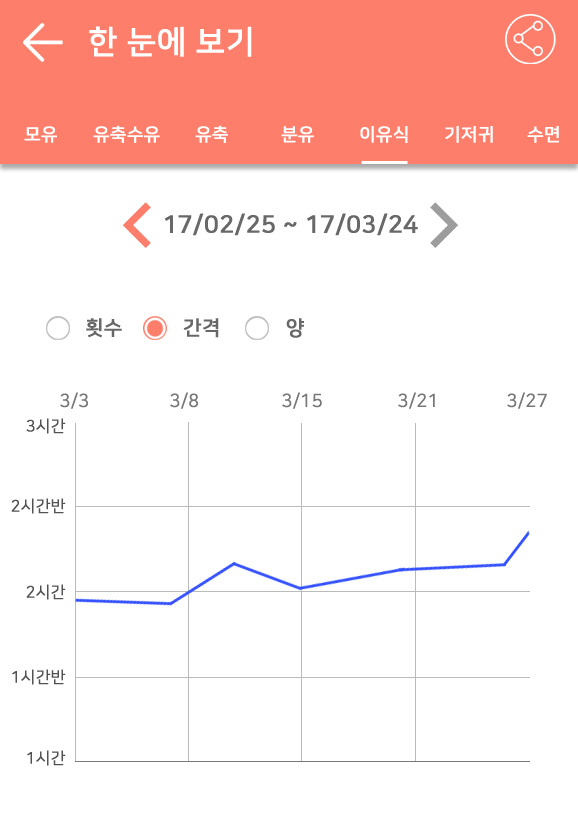 한 눈에 보기
모유 유축수유 유축 분유 이유식 기저귀 수면
17/02/25 ~ 17/03/24
횟수 간격 양
3/3 3/8 3/15 3/21 3/27
3시간
2시간반
2시간
1시간반
1시간